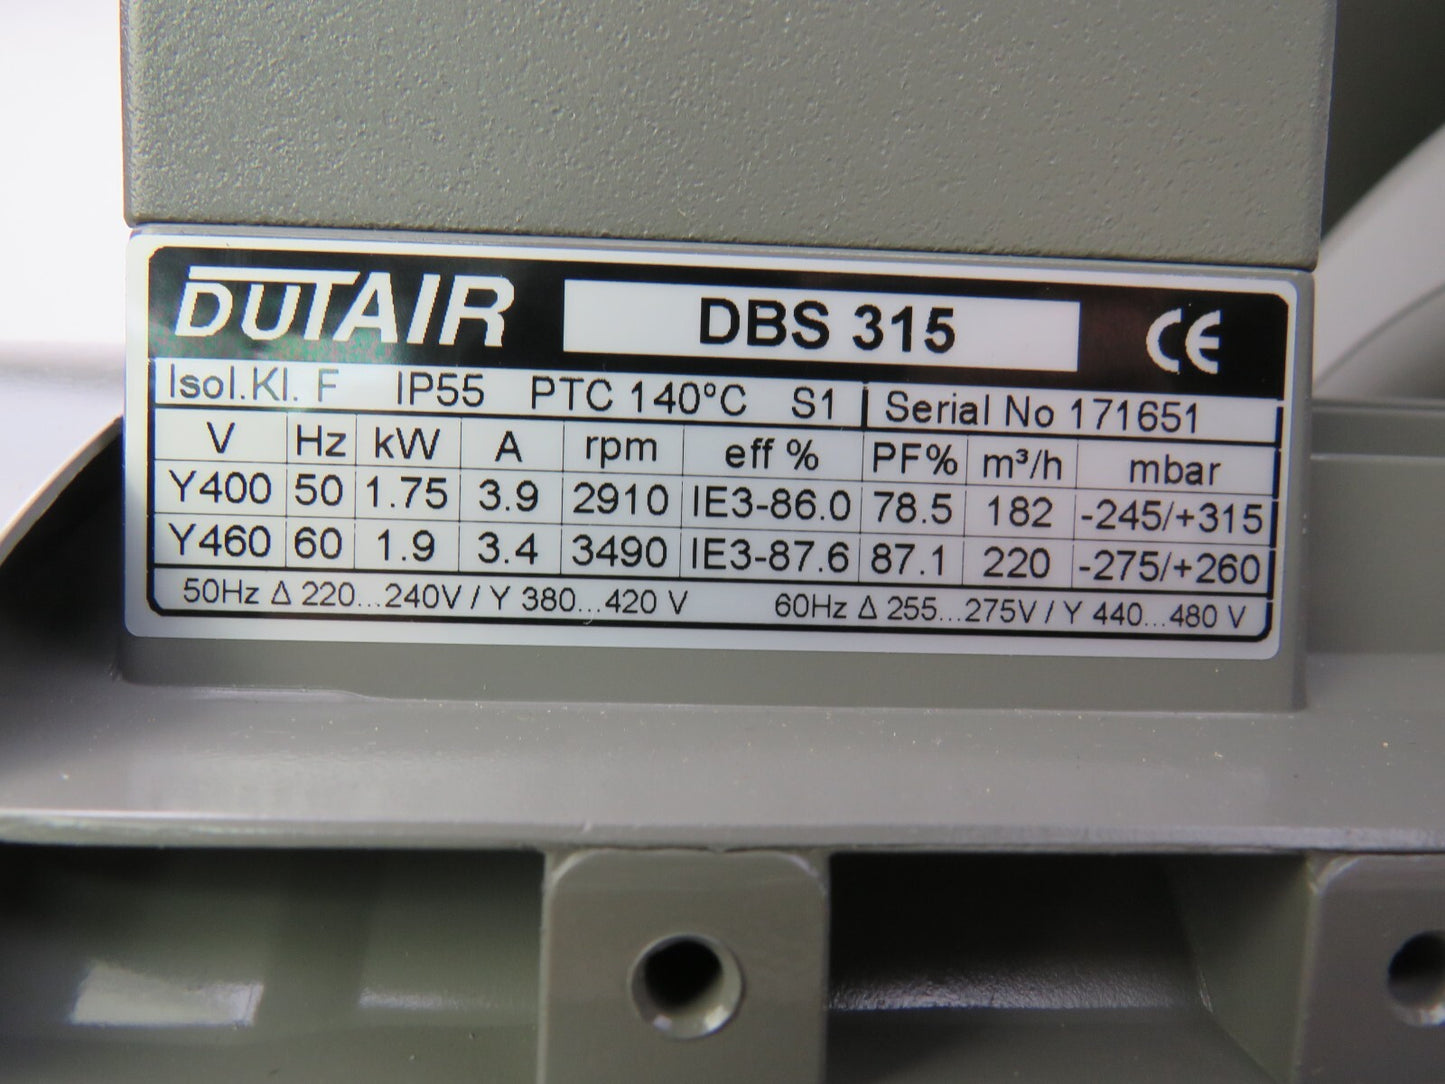 DUTAIR DBS 315 CE
Isol.Kl. F IP55 PTC 140°C S1 Serial No 171651
V Hz kW A rpm eff % PF% m³/h mbar
Y400 50 1.75 3.9 2910 IE3-86.0 78.5 182 -245/+315
Y460 60 1.9 3.4 3490 IE3-87.6 87.1 220 -275/+260
50Hz Δ 220...240V / Y 380...420 V 60Hz Δ 255...275V / Y 440...480 V